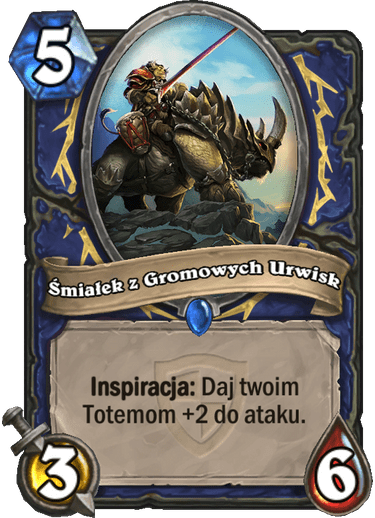 5
Śmiałek z Gromowych Urwisk
Inspiracja: Daj twoim
Totemom +2 do ataku.
3
6